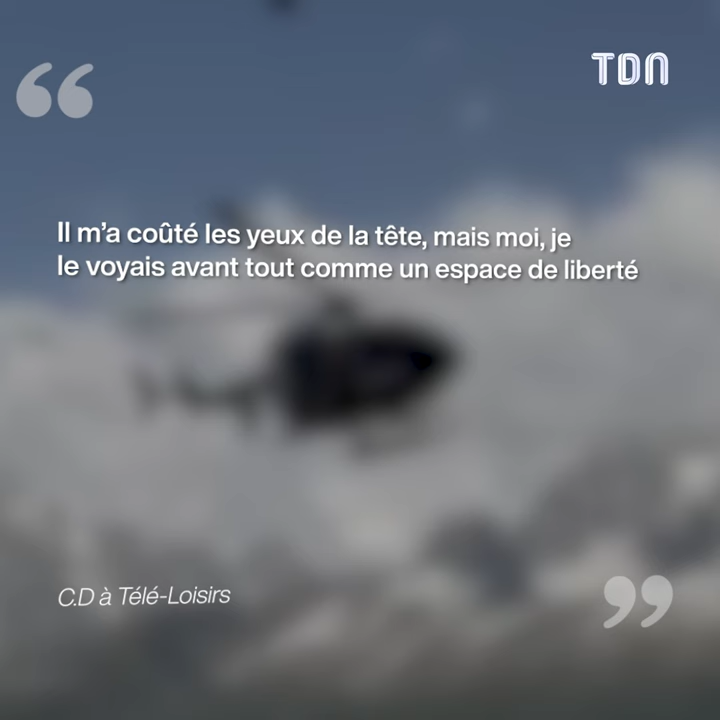 “
TDN
Il m’a coûté les yeux de la tête, mais moi, je
le voyais avant tout comme un espace de liberté
C.D à Télé-Loisirs
”